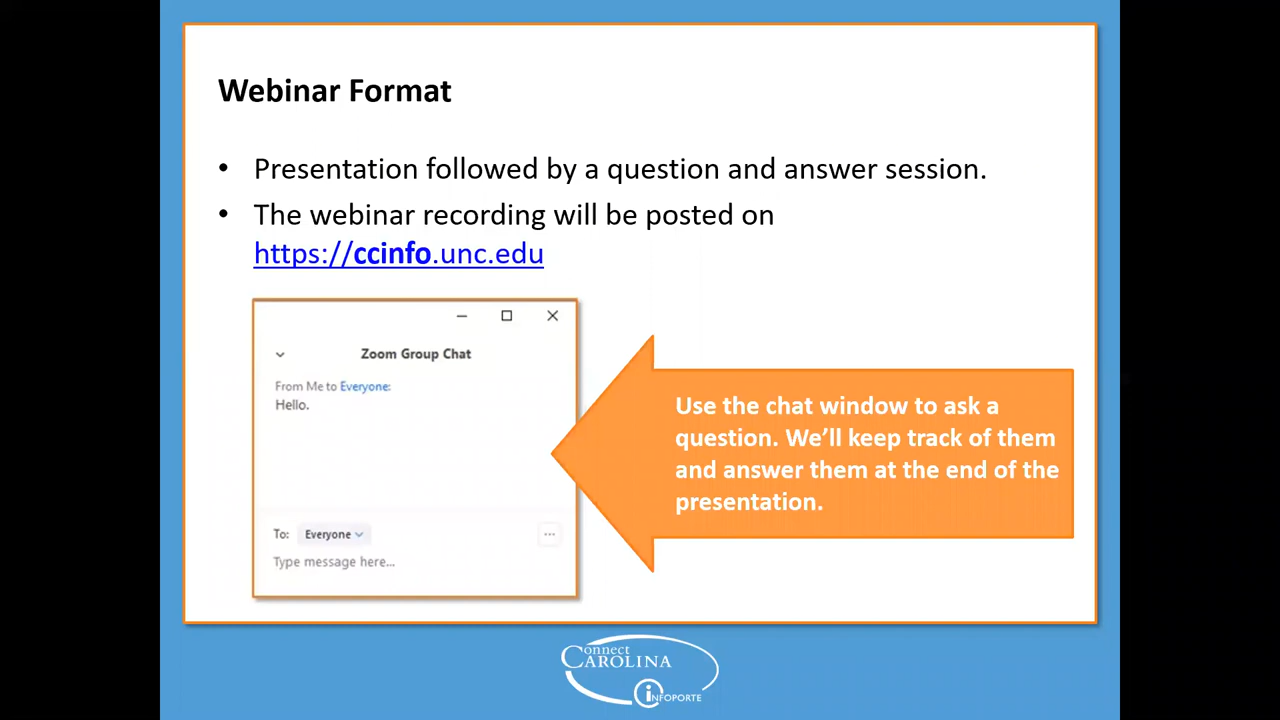 Webinar Format
• Presentation followed by a question and answer session.
• The webinar recording will be posted on
https://ccinfo.unc.edu
Zoom Group Chat
From Me to Everyone:
Hello.
To: Everyone
Type message here...
Use the chat window to ask a
question. We’ll keep track of them
and answer them at the end of the
presentation.
Connect
CAROLINA
INFOPORTE